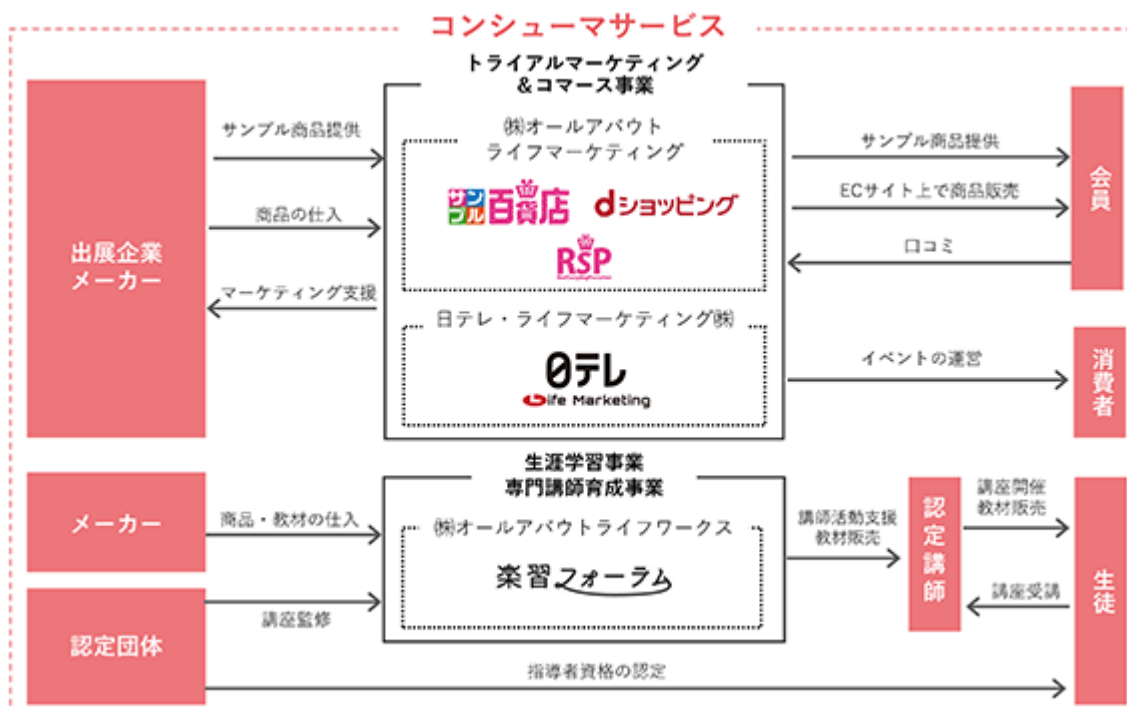 コンシューマサービス
トライアルマーケティング
＆コマース事業
出展企業
メーカー
サンプル商品提供
商品の仕入
マーケティング支援
㈱オールアバウト
ライフマーケティング
サンプル
百貨店
dショッピング
RSP
日テレ・ライフマーケティング㈱
日テレ
Life Marketing
サンプル商品提供
ECサイト上で商品販売
口コミ
会員
イベントの運営
消費者
生涯学習事業
専門講師育成事業
メーカー
商品・教材の仕入
認定団体
講座監修
㈱オールアバウトライフワークス
楽習フォーラム
講師活動支援
教材販売
認定講師
講座開催
教材販売
講座受講
生徒
指導者資格の認定